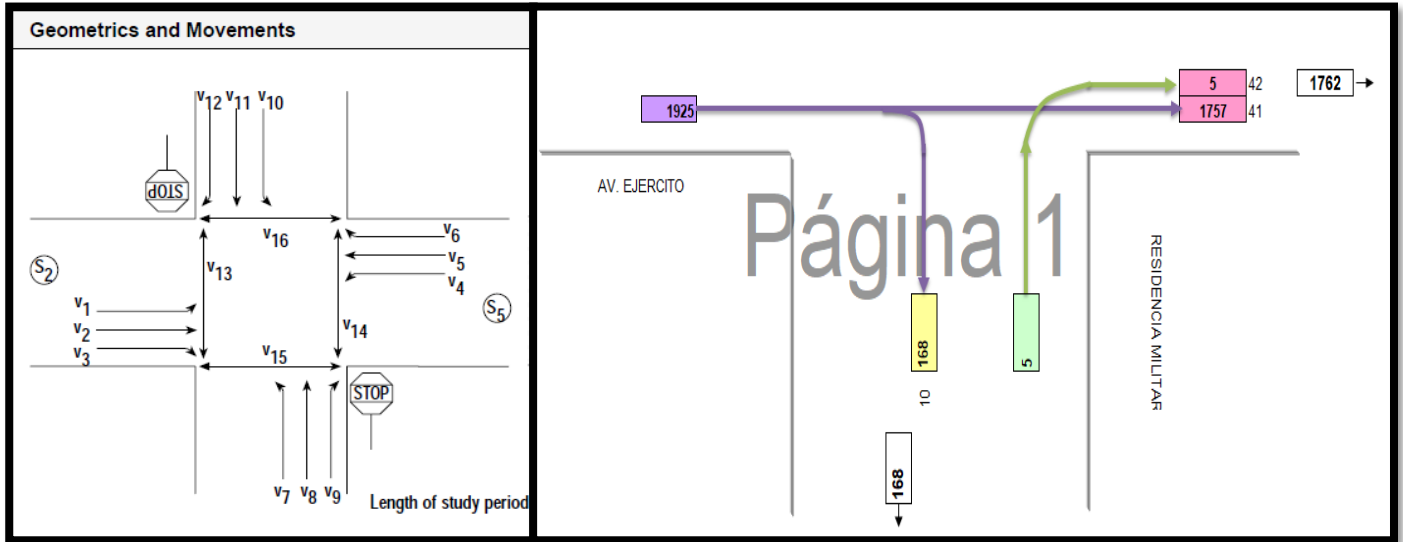 Geometrics and Movements
v12 v11 v10
STOP
v16
v6
v5
v4
S2
v13
S5
v1
v2
v3
v14
v15
STOP
v7 v8 v9
Length of study period
1925
5 42
1757 41
1762
AV. EJERCITO
Página 1
RESIDENCIA MILITAR
168
5
10
168